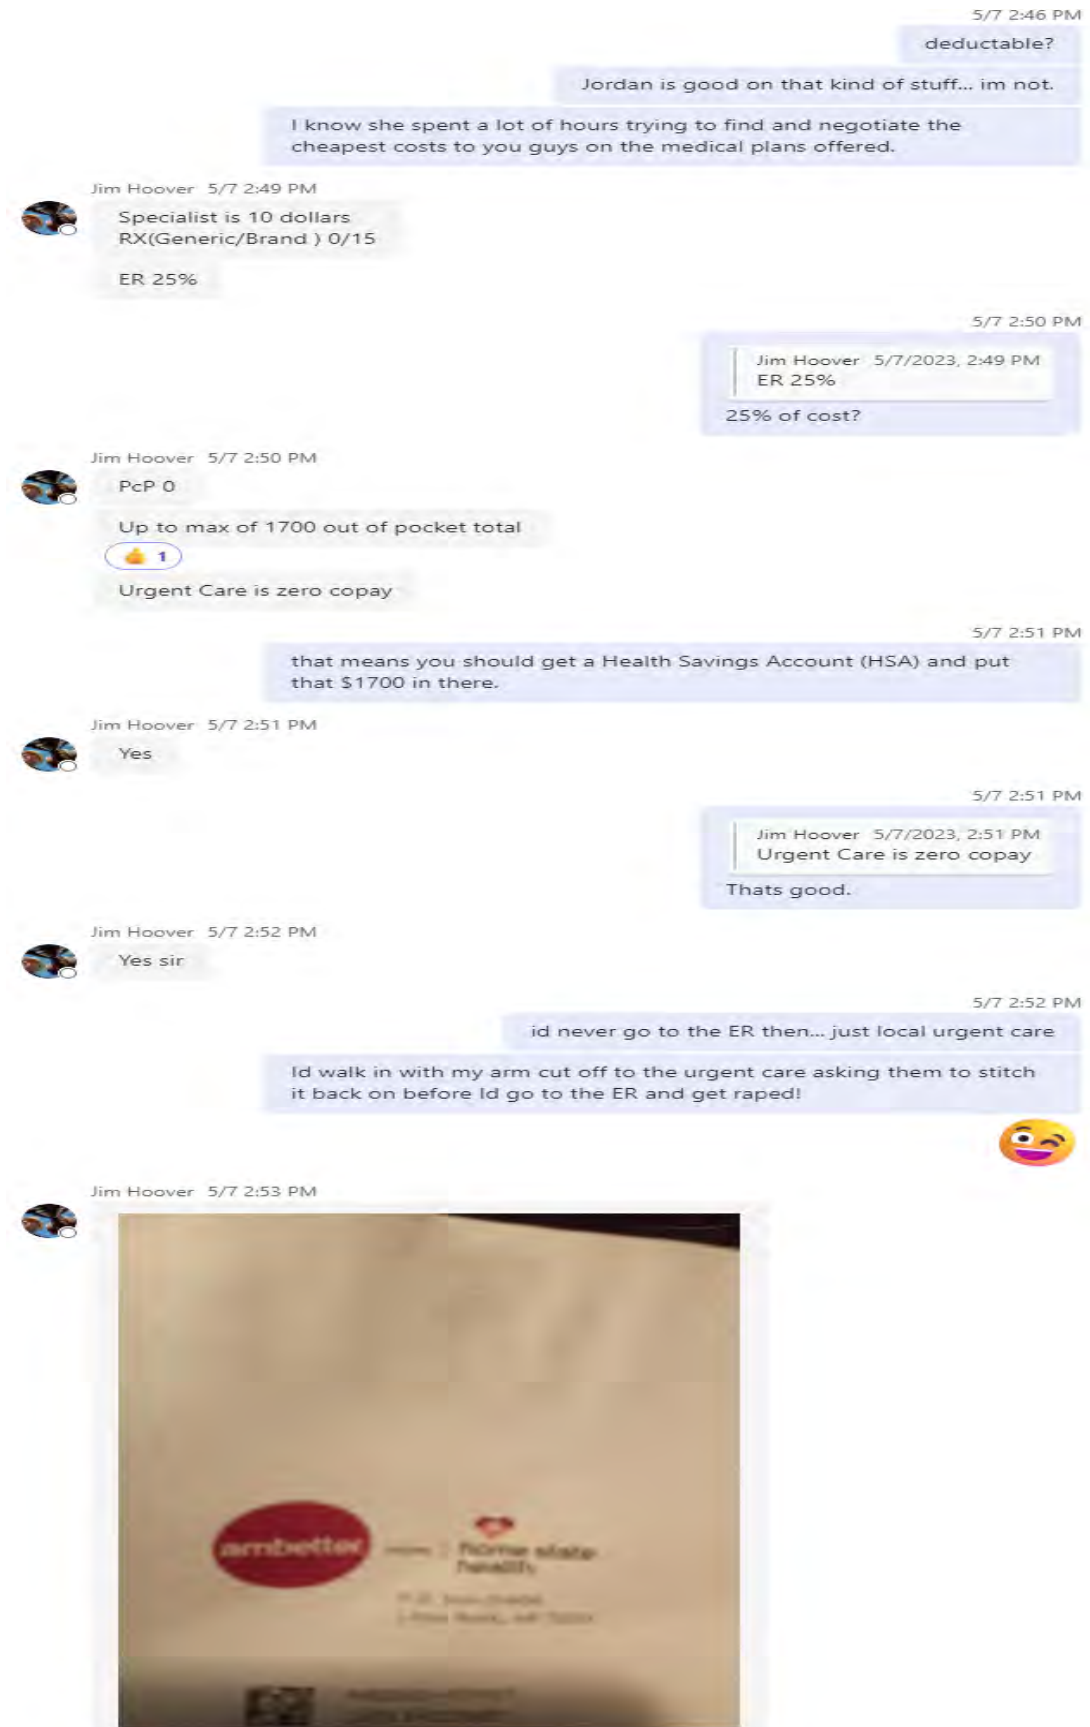 5/7 2:46 PM
deductable?
Jordan is good on that kind of stuff... im not.
I know she spent a lot of hours trying to find and negotiate the
cheapest costs to you guys on the medical plans offered.
Jim Hoover 5/7 2:49 PM
Specialist is 10 dollars
RX(Generic/Brand ) 0/15
ER 25%
5/7 2:50 PM
Jim Hoover 5/7/2023, 2:49 PM
ER 25%
25% of cost?
Jim Hoover 5/7 2:50 PM
PcP 0
Up to max of 1700 out of pocket total
1
Urgent Care is zero copay
5/7 2:51 PM
that means you should get a Health Savings Account (HSA) and put
that $1700 in there.
Jim Hoover 5/7 2:51 PM
Yes
5/7 2:51 PM
Jim Hoover 5/7/2023, 2:51 PM
Urgent Care is zero copay
Thats good.
Jim Hoover 5/7 2:52 PM
Yes sir
5/7 2:52 PM
id never go to the ER then... just local urgent care
Id walk in with my arm cut off to the urgent care asking them to stitch
it back on before Id go to the ER and get raped!
Jim Hoover 5/7 2:53 PM
ambetter
home state
health